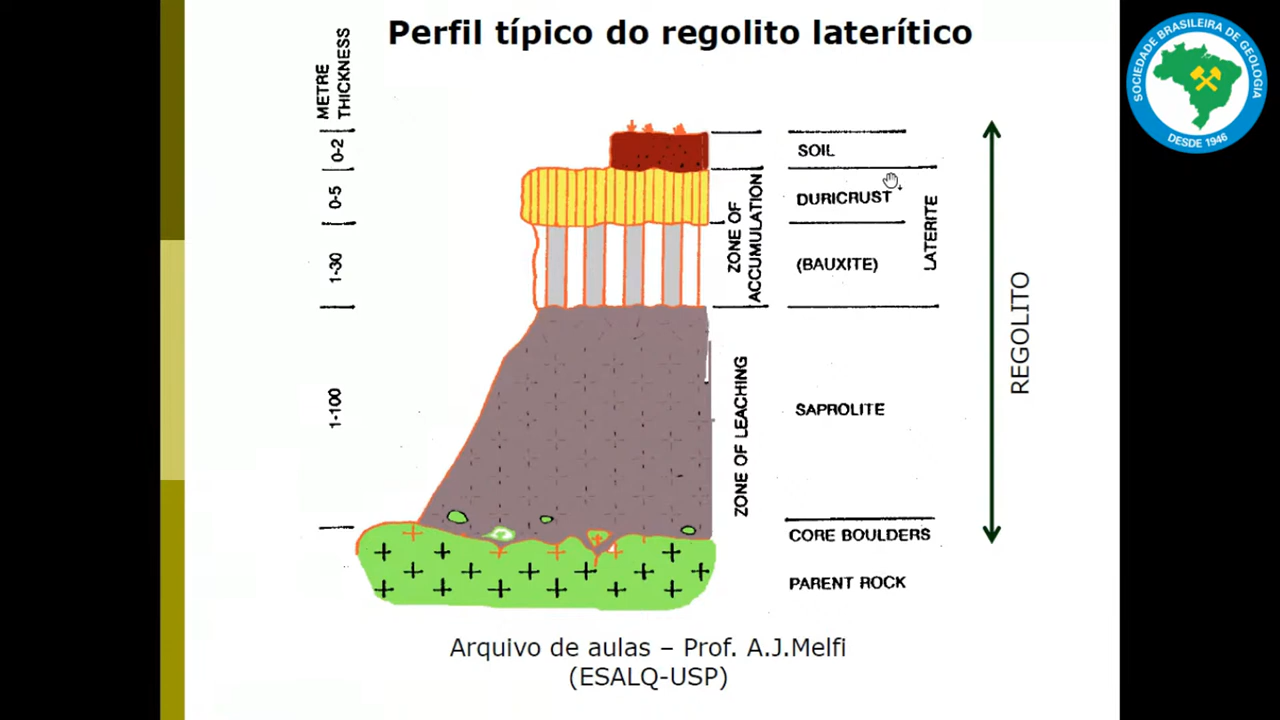 Perfil típico do regolito laterítico
SOCIEDADE BRASILEIRA DE GEOLOGIA
DESDE 1946
METRE
THICKNESS
0-2
0-5
1-30
1-100
ZONE OF
ACCUMULATION
ZONE OF LEACHING
SOIL
DURICRUST
(BAUXITE)
LATERITE
SAPROLITE
CORE BOULDERS
PARENT ROCK
REGOLITO
Arquivo de aulas – Prof. A.J.Melfi
(ESALQ-USP)